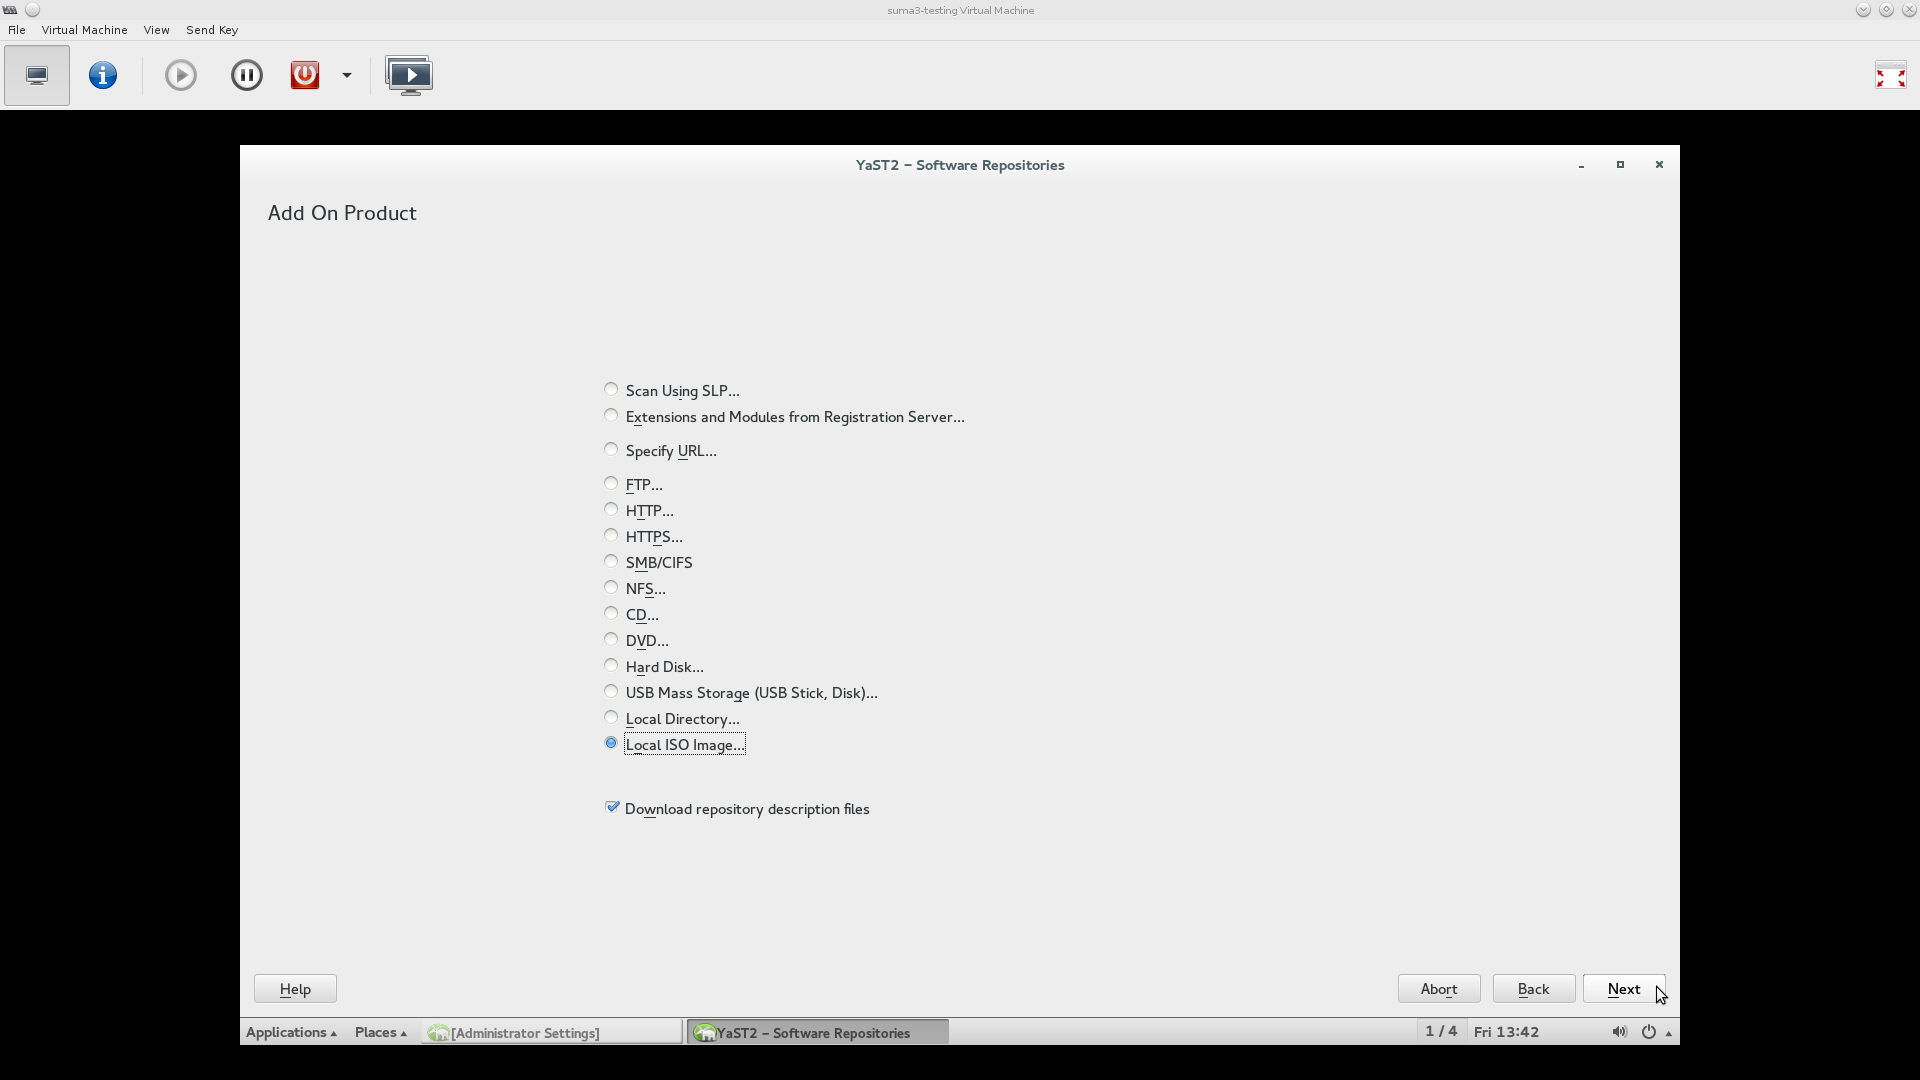 suma3-testing Virtual Machine
File Virtual Machine View Send Key
YaST2 – Software Repositories
Add On Product
Scan Using SLP...
Extensions and Modules from Registration Server...
Specify URL...
FTP...
HTTP...
HTTPS...
SMB/CIFS
NFS...
CD...
DVD...
Hard Disk...
USB Mass Storage (USB Stick, Disk)...
Local Directory...
Local ISO Image...
Download repository description files
Help Abort Back Next
Applications Places [Administrator Settings] YaST2 – Software Repositories 1 / 4 Fri 13:42